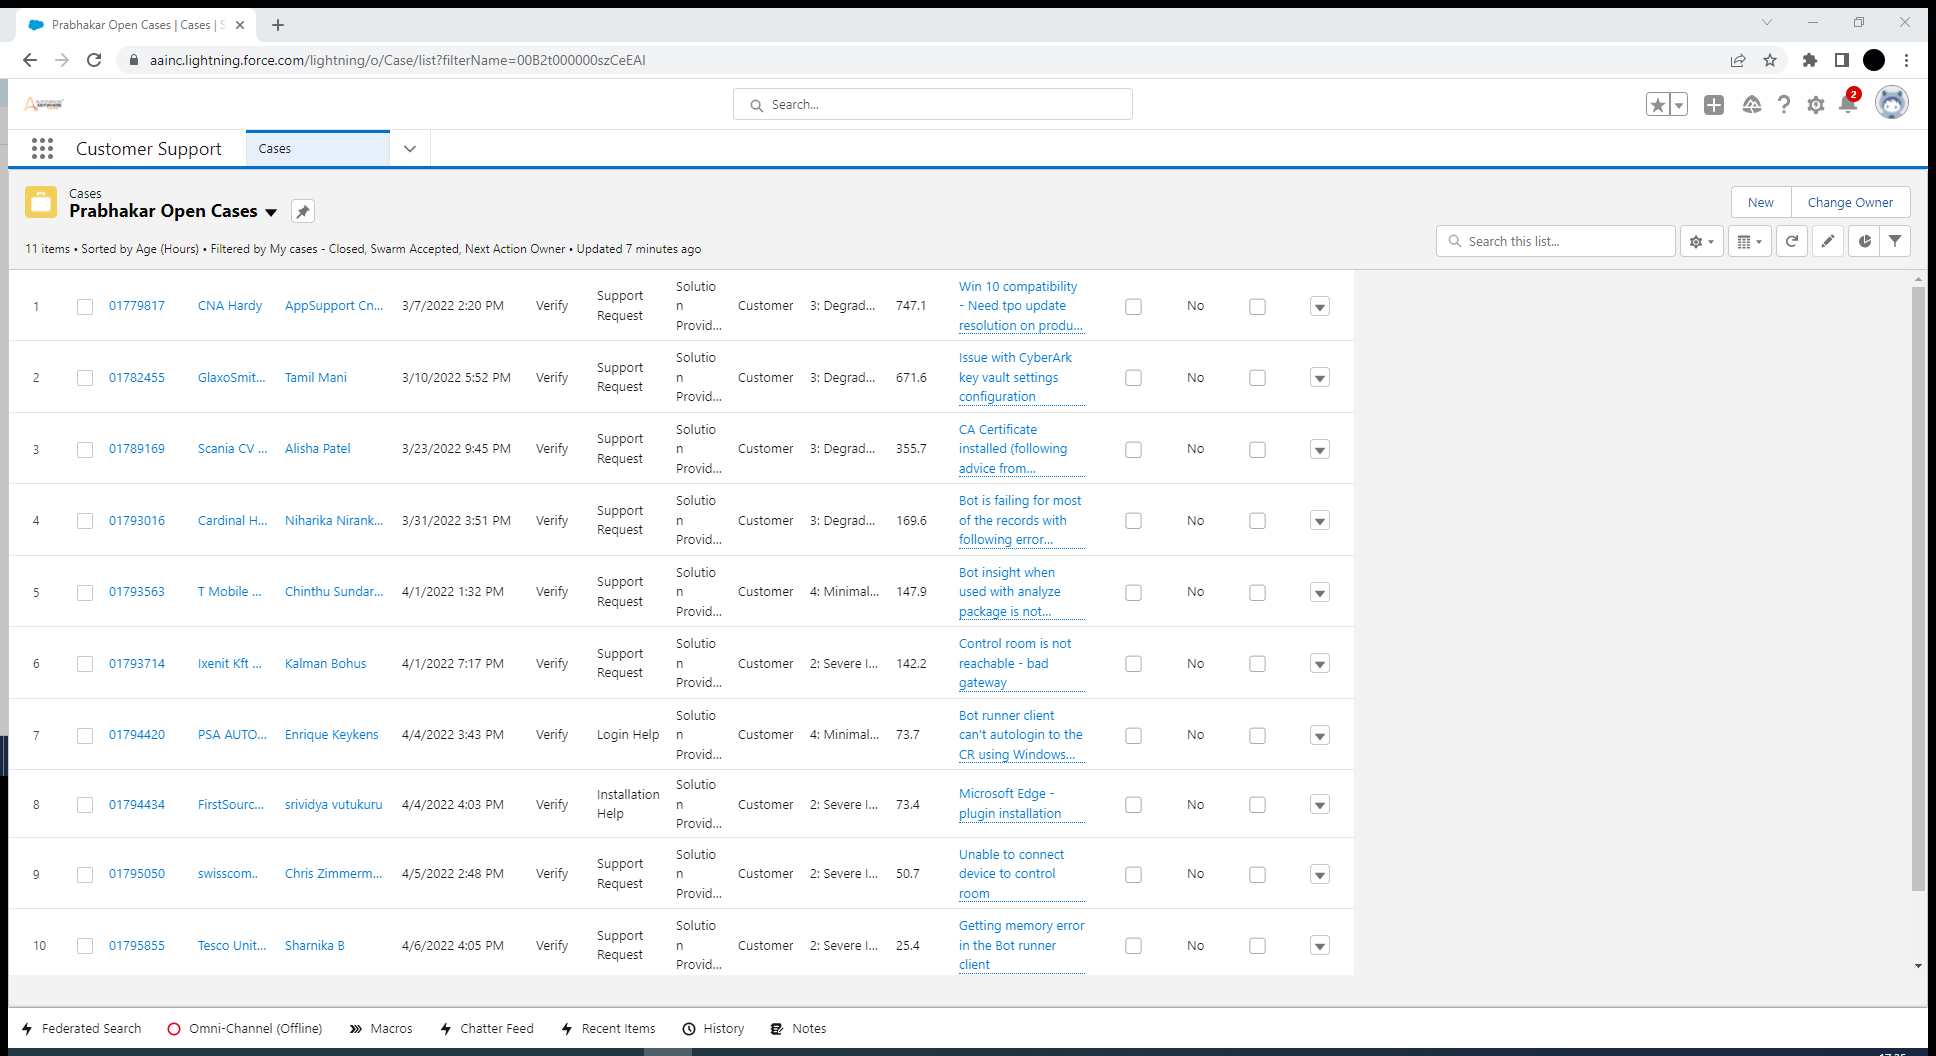 Prabhakar Open Cases | Cases | S
aainc.lightning.force.com/lightning/o/Case/list?filterName=00B2t000000szCeEAI
Search...
2
Customer Support
Cases
Cases
Prabhakar Open Cases
New
Change Owner
11 items • Sorted by Age (Hours) • Filtered by My cases - Closed, Swarm Accepted, Next Action Owner • Updated 7 minutes ago
Search this list...
1 01779817 CNA Hardy AppSupport Cn... 3/7/2022 2:20 PM Verify Support Request Solutio n Provid... Customer 3: Degrad... 747.1 Win 10 compatibility - Need tpo update resolution on produ... No
2 01782455 GlaxoSmit... Tamil Mani 3/10/2022 5:52 PM Verify Support Request Solutio n Provid... Customer 3: Degrad... 671.6 Issue with CyberArk key vault settings configuration No
3 01789169 Scania CV ... Alisha Patel 3/23/2022 9:45 PM Verify Support Request Solutio n Provid... Customer 3: Degrad... 355.7 CA Certificate installed (following advice from... No
4 01793016 Cardinal H... Niharika Nirank... 3/31/2022 3:51 PM Verify Support Request Solutio n Provid... Customer 3: Degrad... 169.6 Bot is failing for most of the records with following error... No
5 01793563 T Mobile ... Chinthu Sundar... 4/1/2022 1:32 PM Verify Support Request Solutio n Provid... Customer 4: Minimal... 147.9 Bot insight when used with analyze package is not... No
6 01793714 Ixenit Kft ... Kalman Bohus 4/1/2022 7:17 PM Verify Support Request Solutio n Provid... Customer 2: Severe I... 142.2 Control room is not reachable - bad gateway No
7 01794420 PSA AUTO... Enrique Keykens 4/4/2022 3:43 PM Verify Login Help Solutio n Provid... Customer 4: Minimal... 73.7 Bot runner client can't autologin to the CR using Windows... No
8 01794434 FirstSourc... srividya vutukuru 4/4/2022 4:03 PM Verify Installation Help Solutio n Provid... Customer 2: Severe I... 73.4 Microsoft Edge - plugin installation No
9 01795050 swisscom.. Chris Zimmerm... 4/5/2022 2:48 PM Verify Support Request Solutio n Provid... Customer 2: Severe I... 50.7 Unable to connect device to control room No
10 01795855 Tesco Unit... Sharnika B 4/6/2022 4:05 PM Verify Support Request Solutio n Provid... Customer 2: Severe I... 25.4 Getting memory error in the Bot runner client No
Federated Search Omni-Channel (Offline) Macros Chatter Feed Recent Items History Notes